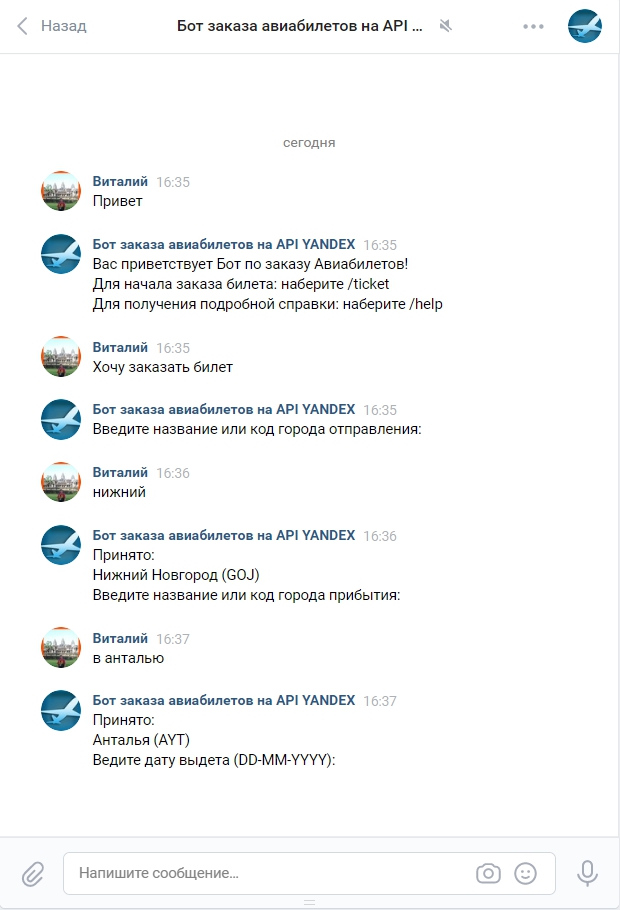 Назад
Бот заказа авиабилетов на API ...
сегодня
Виталий 16:35
Привет
Бот заказа авиабилетов на API YANDEX 16:35
Вас приветствует Бот по заказу Авиабилетов!
Для начала заказа билета: наберите /ticket
Для получения подробной справки: наберите /help
Виталий 16:35
Хочу заказать билет
Бот заказа авиабилетов на API YANDEX 16:35
Введите название или код города отправления:
Виталий 16:36
нижний
Бот заказа авиабилетов на API YANDEX 16:36
Принято:
Нижний Новгород (GOJ)
Введите название или код города прибытия:
Виталий 16:37
в анталью
Бот заказа авиабилетов на API YANDEX 16:37
Принято:
Анталья (AYT)
Ведите дату выдета (DD-MM-YYYY):
Напишите сообщение...